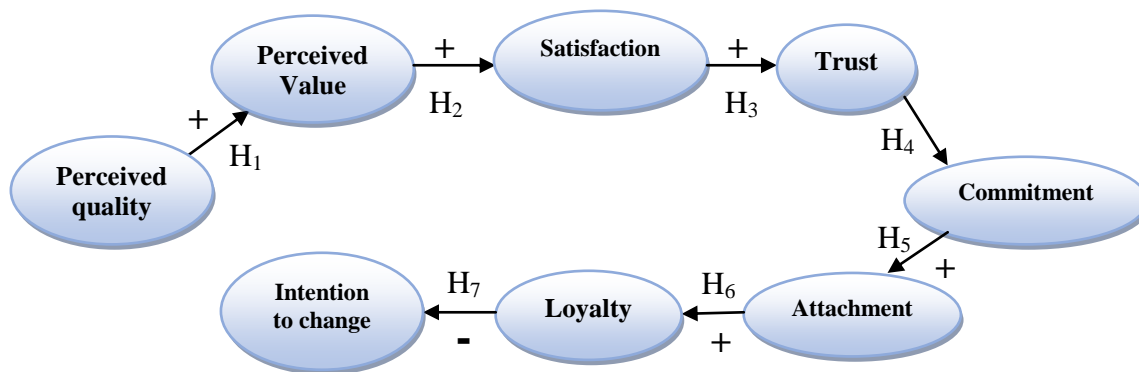 Perceived
quality
+
H₁
Perceived
Value
+
H₂
Satisfaction
+
H₃
Trust
H₄
Commitment
H₅
+
Attachment
H₆
+
Loyalty
H₇
-
Intention
to change